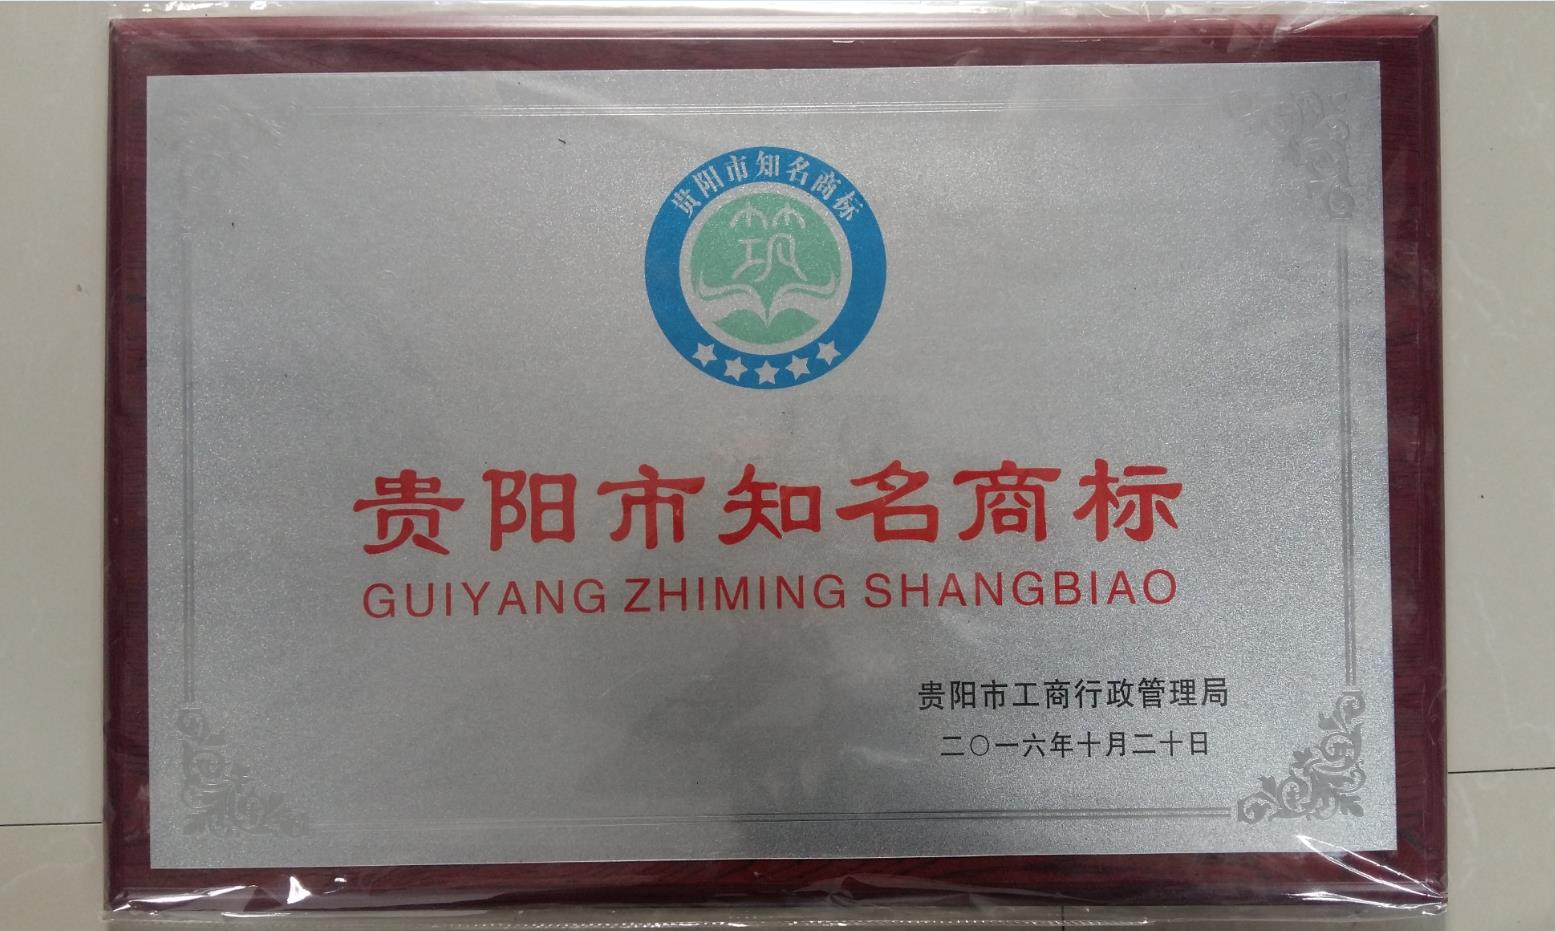 贵阳市知名商标
筑
贵阳市知名商标
GUIYANG ZHIMING SHANGBIAO
贵阳市工商行政管理局
二〇一六年十月二十日